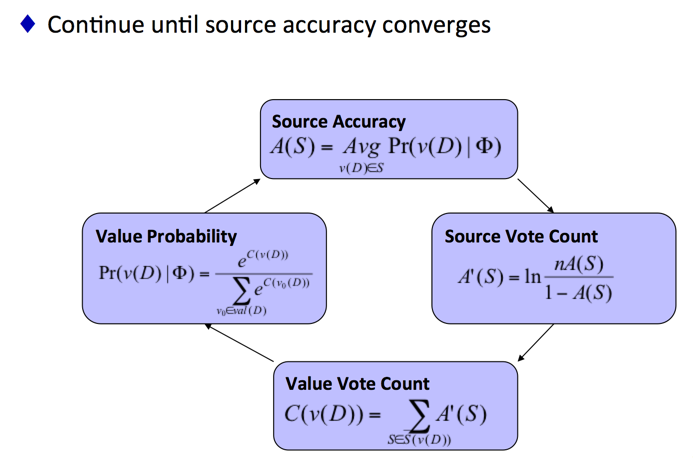 ♦ Continue until source accuracy converges
Source Accuracy
A(S) = Avg Pr(v(D) | Φ)
v(D)∈S
Value Probability
Pr(v(D) | Φ) = e^{C(v(D))} / ∑ e^{C(v₀(D))}
v₀∈val(D)
Source Vote Count
A'(S) = ln nA(S) / 1 − A(S)
Value Vote Count
C(v(D)) = ∑ A'(S)
S∈S(v(D))